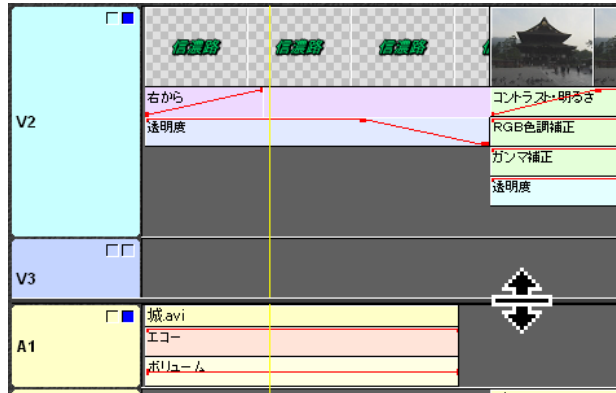 信濃路 信濃路 信濃路
V2
右から
透明度
コントラスト・明るさ
RGB色調補正
ガンマ補正
透明度
V3
A1
城.avi
エコー
ボリューム